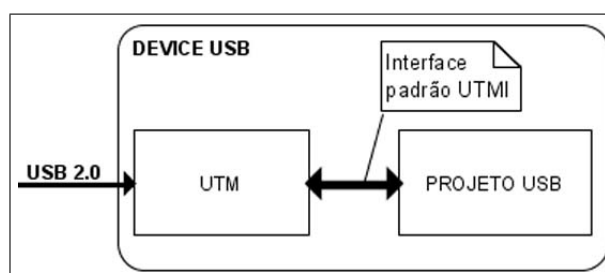 DEVICE USB
Interface
padrão UTMI
USB 2.0
UTM
PROJETO USB